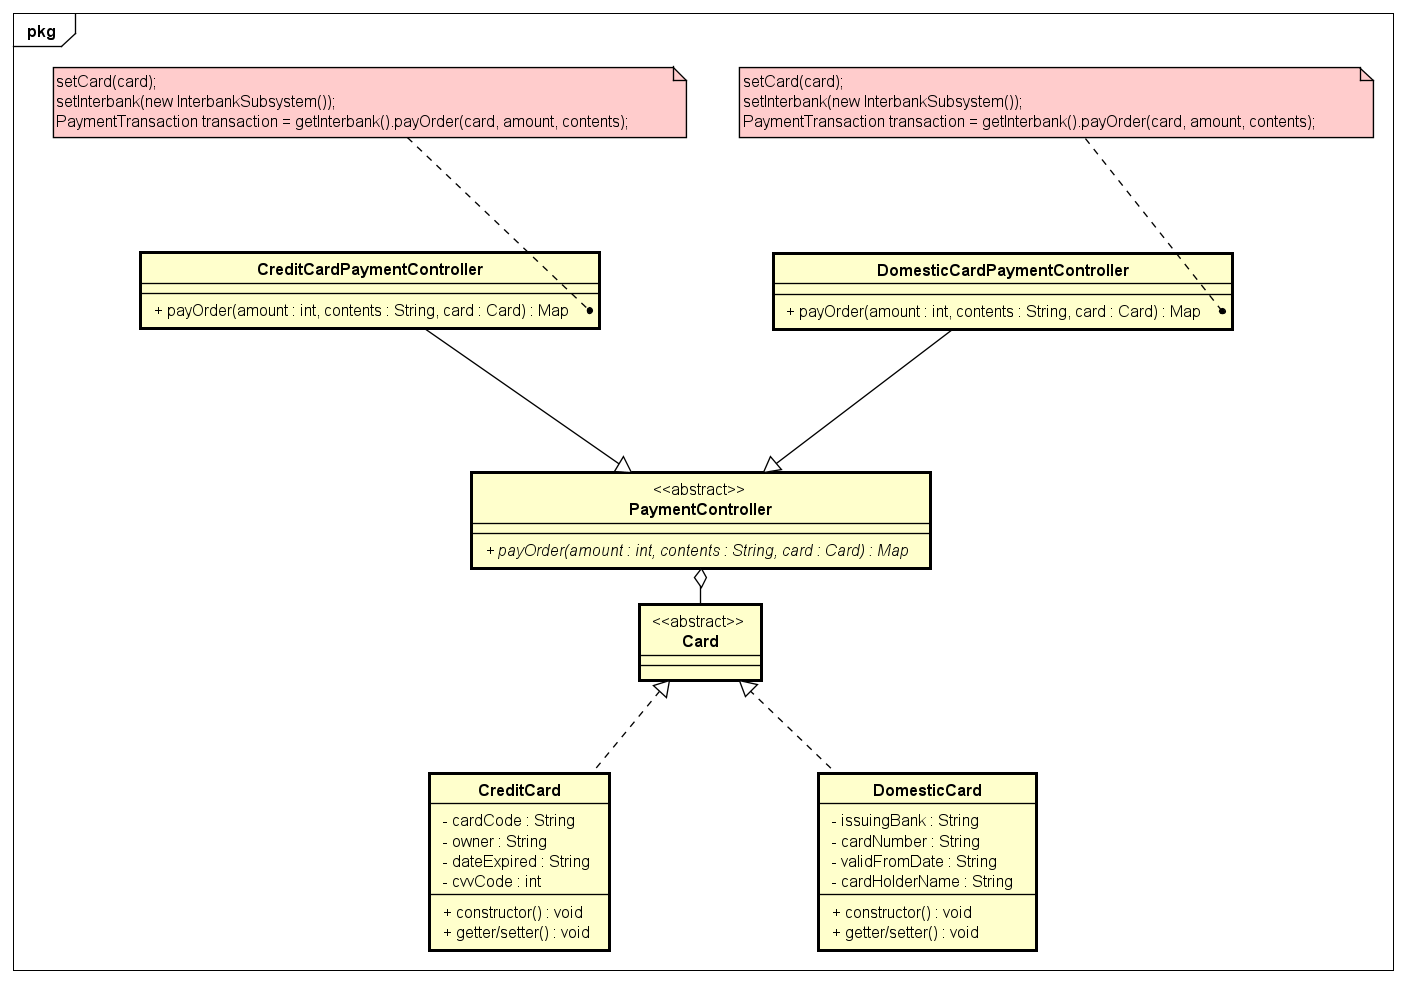 pkg
setCard(card);
setInterbank(new InterbankSubsystem());
PaymentTransaction transaction = getInterbank().payOrder(card, amount, contents);
setCard(card);
setInterbank(new InterbankSubsystem());
PaymentTransaction transaction = getInterbank().payOrder(card, amount, contents);
CreditCardPaymentController
+ payOrder(amount : int, contents : String, card : Card) : Map
DomesticCardPaymentController
+ payOrder(amount : int, contents : String, card : Card) : Map
<<abstract>>
PaymentController
+ payOrder(amount : int, contents : String, card : Card) : Map
<<abstract>>
Card
CreditCard
- cardCode : String
- owner : String
- dateExpired : String
- cvvCode : int
+ constructor() : void
+ getter/setter() : void
DomesticCard
- issuingBank : String
- cardNumber : String
- validFromDate : String
- cardHolderName : String
+ constructor() : void
+ getter/setter() : void